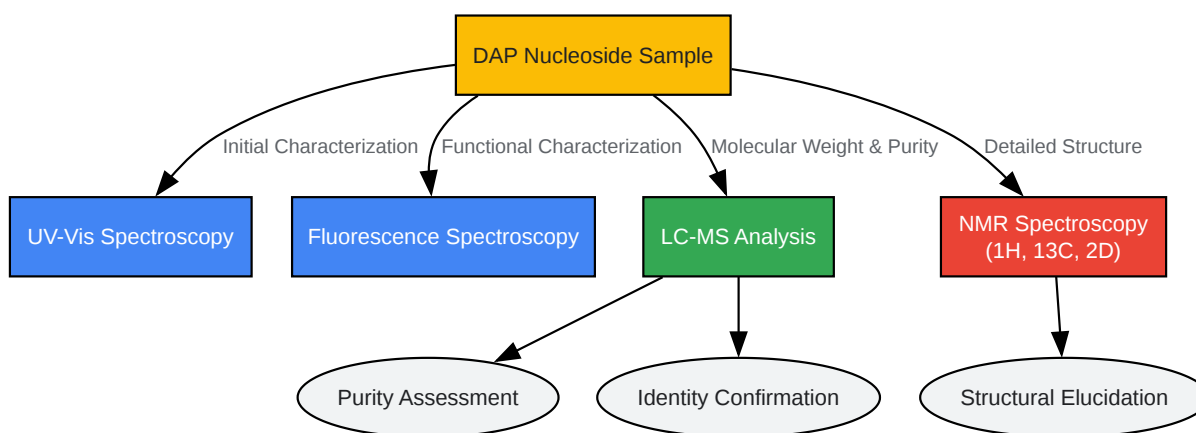 DAP Nucleoside Sample
Initial Characterization
Functional Characterization
Molecular Weight & Purity
Detailed Structure
UV-Vis Spectroscopy
Fluorescence Spectroscopy
LC-MS Analysis
NMR Spectroscopy
(1H, 13C, 2D)
Purity Assessment
Identity Confirmation
Structural Elucidation